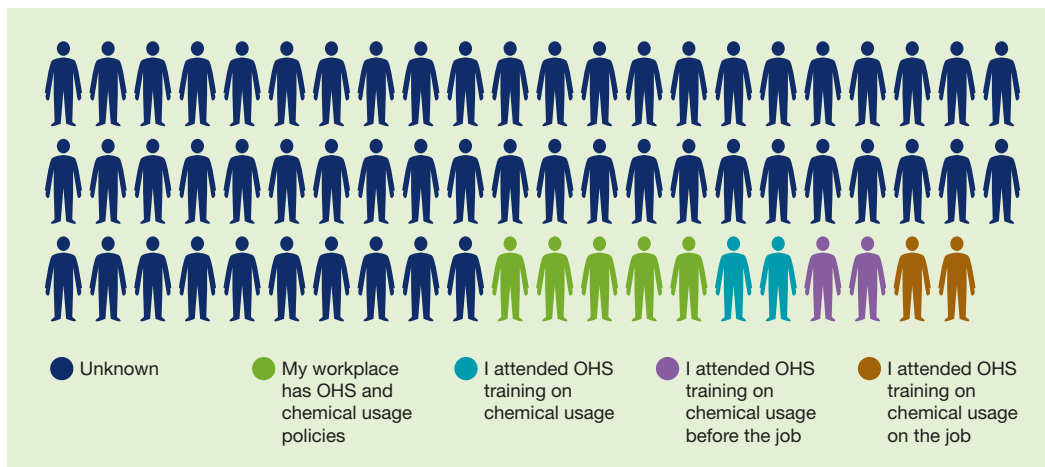 Unknown
My workplace
has OHS and
chemical usage
policies
I attended OHS
training on
chemical usage
I attended OHS
training on
chemical usage
before the job
I attended OHS
training on
chemical usage
on the job